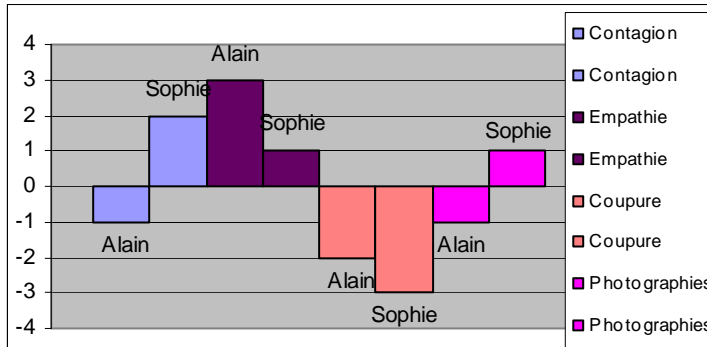 4
3
2
1
0
-1
-2
-3
-4
Alain
Sophie
Alain
Sophie
Alain
Sophie
Alain
Sophie
Contagion
Contagion
Empathie
Empathie
Coupure
Coupure
Photographies
Photographies